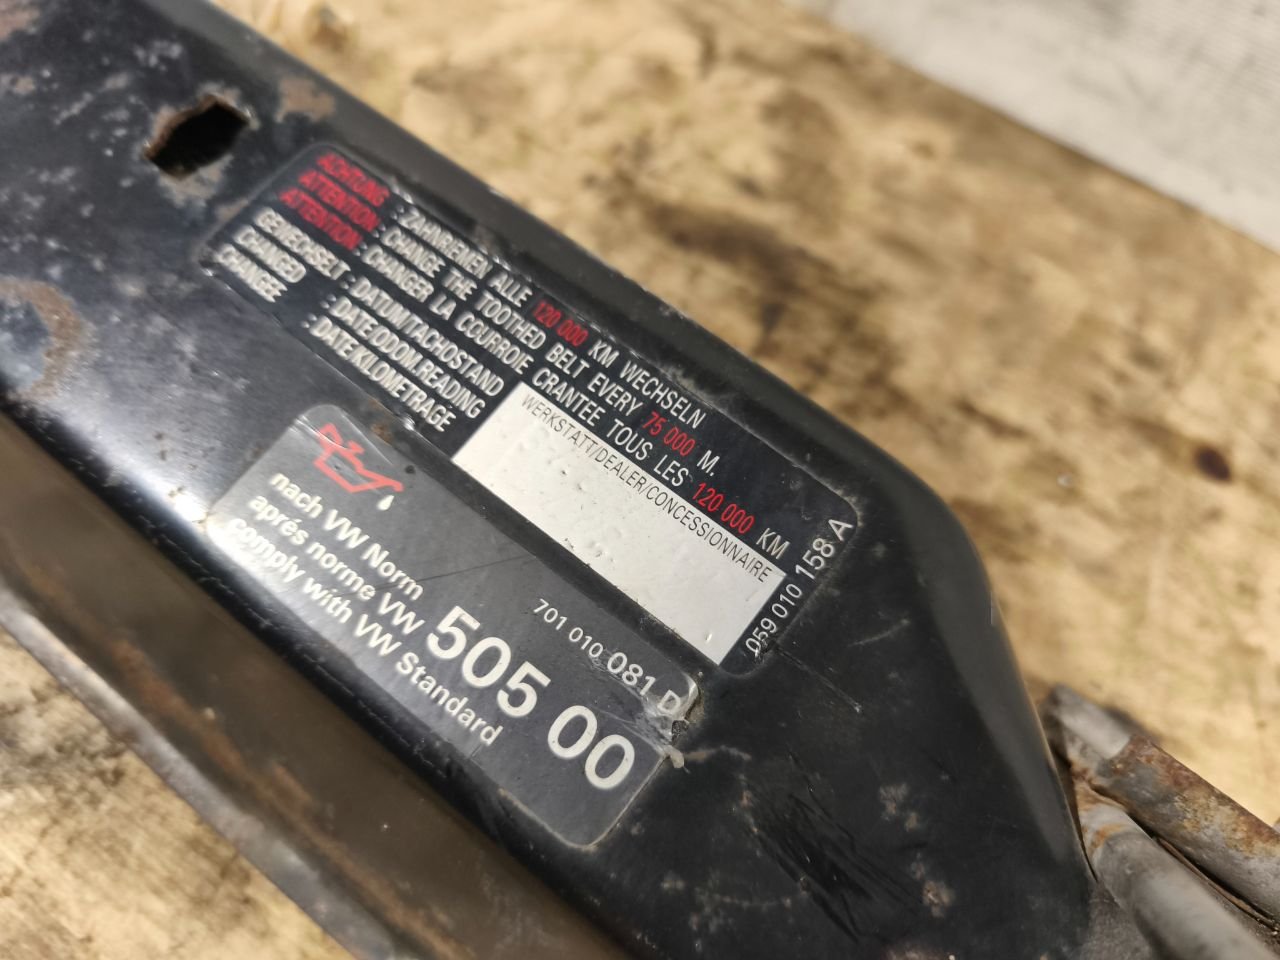 ACHTUNG : ZAHNRIEMEN ALLE 120 000 KM WECHSELN
ATTENTION : CHANGE THE TOOTHED BELT EVERY 75 000 M.
ATTENTION : CHANGER LA COURROIE CRANTEE TOUS LES 120 000 KM
GEWECHSELT : DATUM/TACHOSTAND
CHANGED : DATE/ODOM.READING
CHANGE : DATE/KILOMETRAGE
WERKSTATT/DEALER/CONCESSIONNAIRE
059 010 158 A
nach VW Norm
aprés norme VW
comply with VW Standard
505 00
701 010 081 D